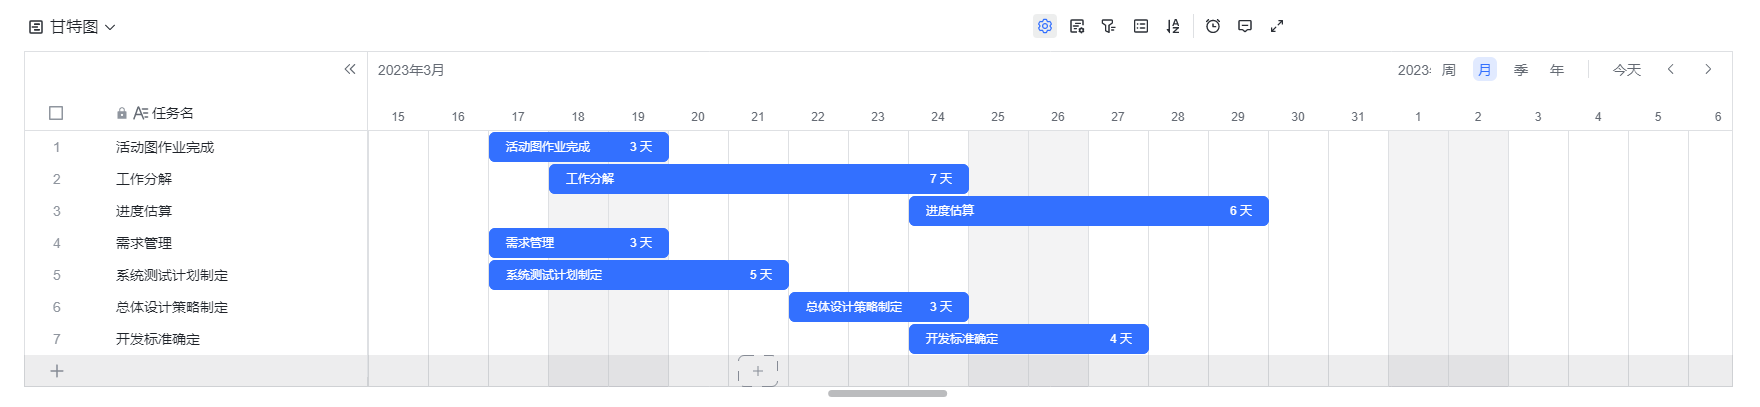 甘特图
2023年3月 2023: 周 月 季 年 今天
任务名 15 16 17 18 19 20 21 22 23 24 25 26 27 28 29 30 31 1 2 3 4 5 6
1 活动图作业完成 活动图作业完成 3 天
2 工作分解 工作分解 7 天
3 进度估算 进度估算 6 天
4 需求管理 需求管理 3 天
5 系统测试计划制定 系统测试计划制定 5 天
6 总体设计策略制定 总体设计策略制定 3 天
7 开发标准确定 开发标准确定 4 天